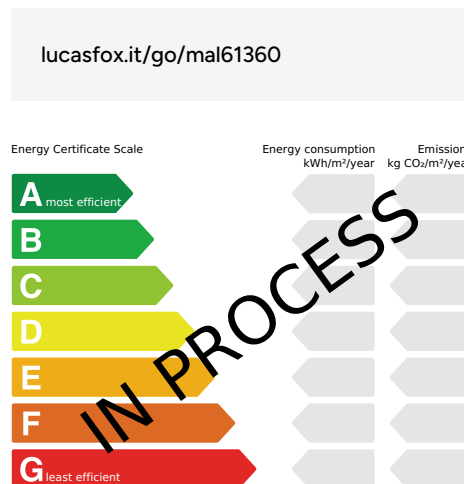 lucasfox.it/go/mal61360
Energy Certificate Scale
Energy consumption
kWh/m²/year
Emission
kg CO₂/m²/yea
A most efficient
B
C
D
E
F
G least efficient
IN PROCESS